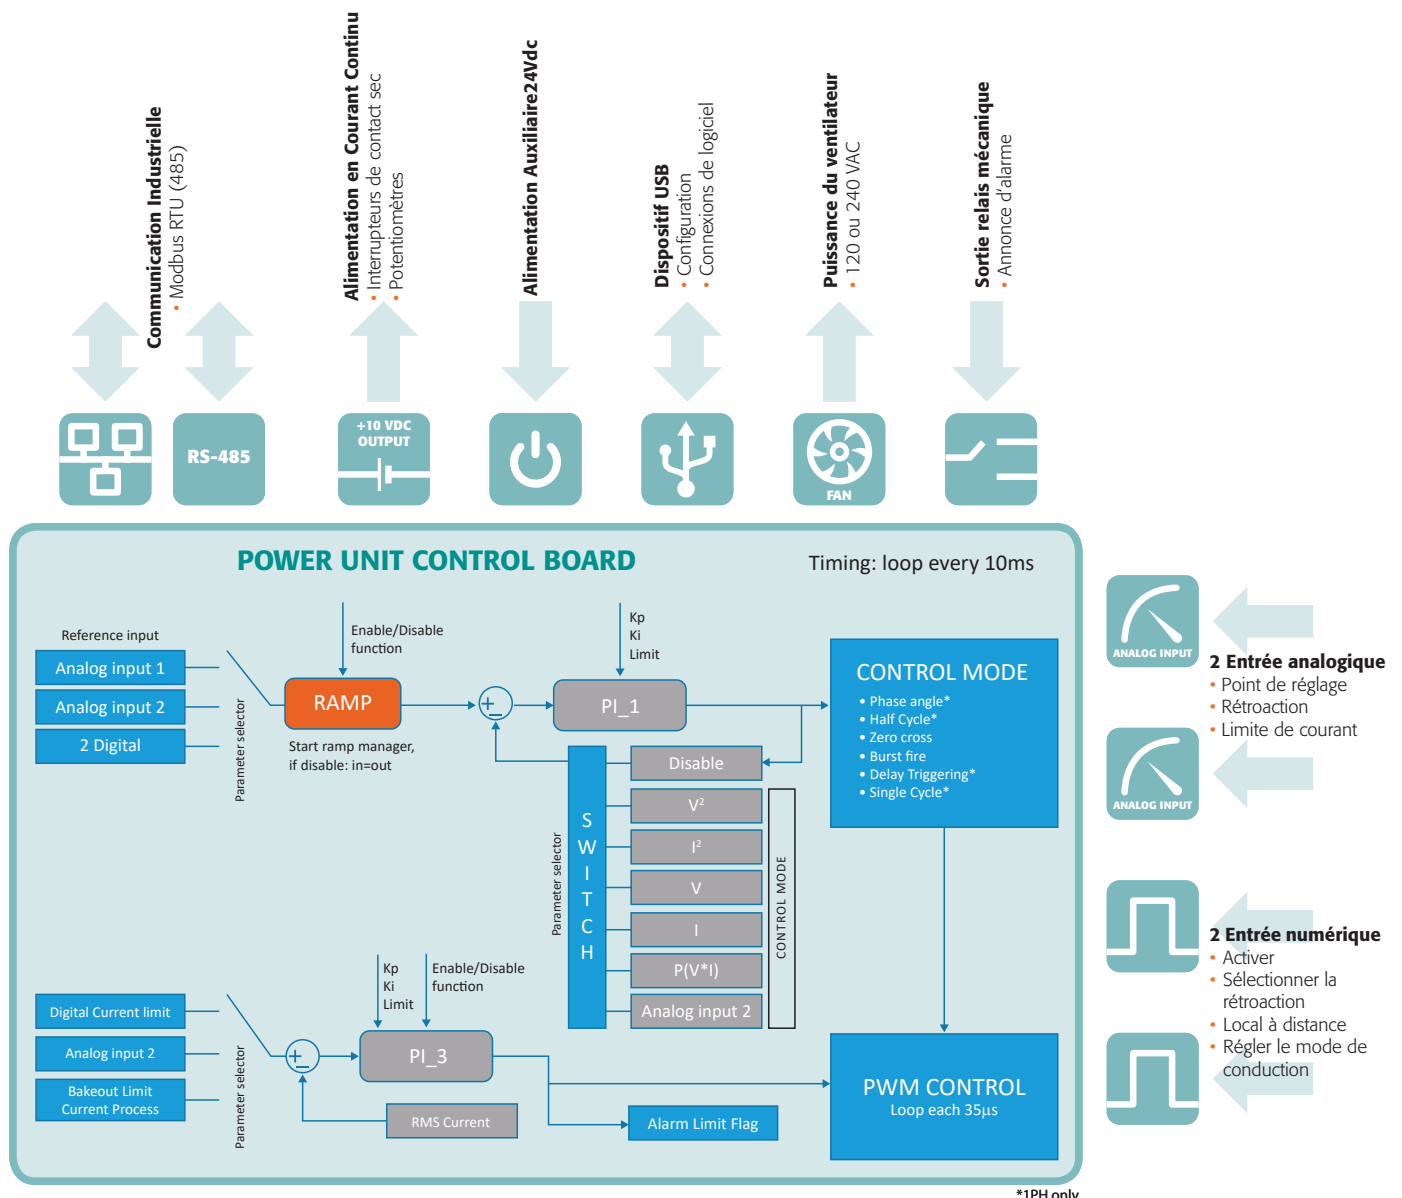 Communication Industrielle
• Modbus RTU (485)
Alimentation en Courant Continu
• Interrupteurs de contact sec
• Potentiomètres
Alimentation Auxiliaire24Vdc
Dispositif USB
• Configuration
• Connexions de logiciel
Puissance du ventilateur
• 120 ou 240 VAC
Sortie relais mécanique
• Annonce d'alarme
RS-485
+10 VDC
OUTPUT
FAN
POWER UNIT CONTROL BOARD
Timing: loop every 10ms
Reference input
Analog input 1
Analog input 2
2 Digital
Parameter selector
Enable/Disable
function
RAMP
Start ramp manager,
if disable: in=out
+
−
Kp
Ki
Limit
PI_1
CONTROL MODE
• Phase angle*
• Half Cycle*
• Zero cross
• Burst fire
• Delay Triggering*
• Single Cycle*
Parameter selector
S
W
I
T
C
H
Disable
V²
I²
V
I
P(V*I)
Analog input 2
CONTROL MODE
Digital Current limit
Analog input 2
Bakeout Limit
Current Process
Parameter selector
Kp
Ki
Limit
Enable/Disable
function
+
−
PI_3
RMS Current
Alarm Limit Flag
PWM CONTROL
Loop each 35µs
ANALOG INPUT
ANALOG INPUT
2 Entrée analogique
• Point de réglage
• Rétroaction
• Limite de courant
2 Entrée numérique
• Activer
• Sélectionner la
rétroaction
• Local à distance
• Régler le mode de
conduction
*1PH only